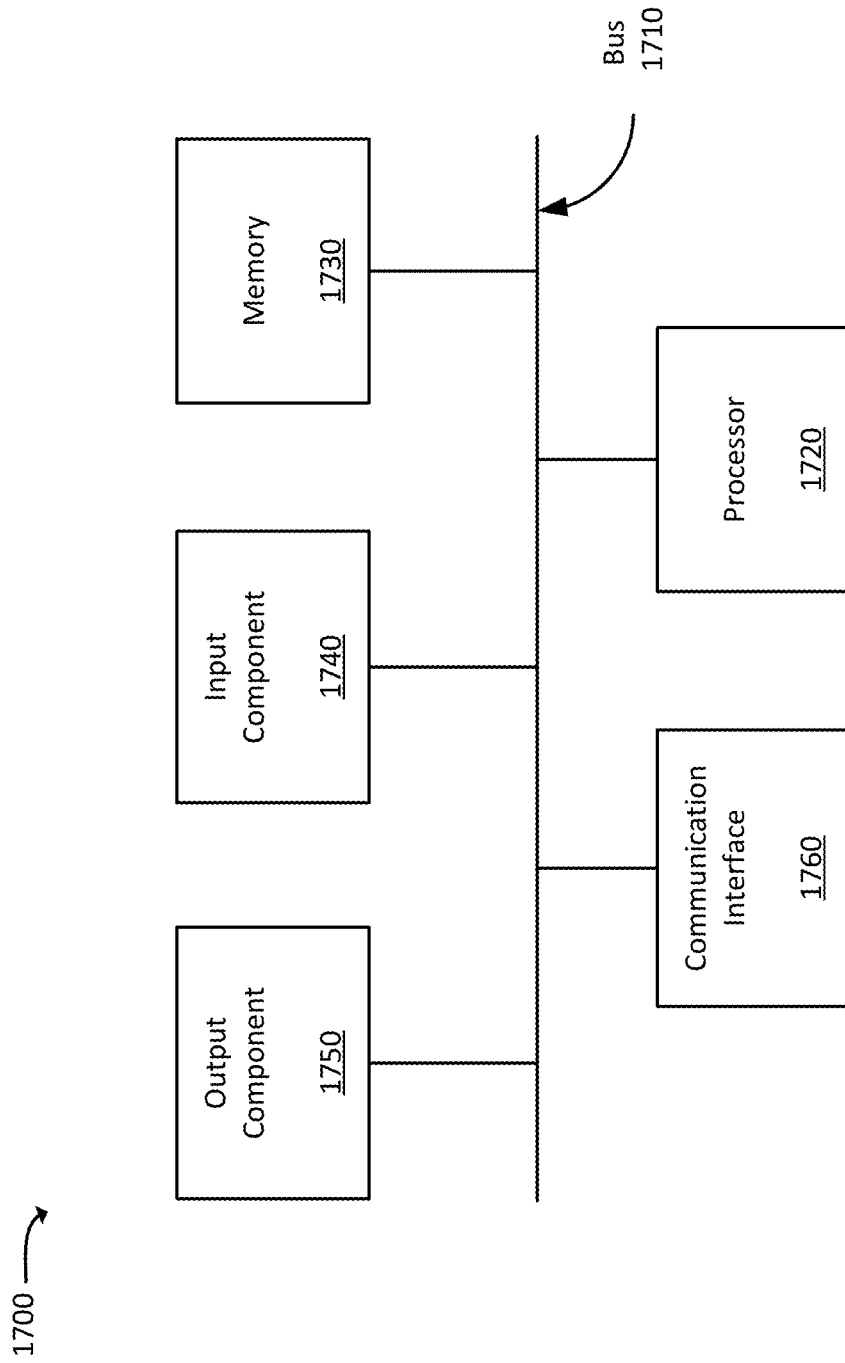 1700
Output
Component
1750
Input
Component
1740
Memory
1730
Bus
1710
Communication
Interface
1760
Processor
1720